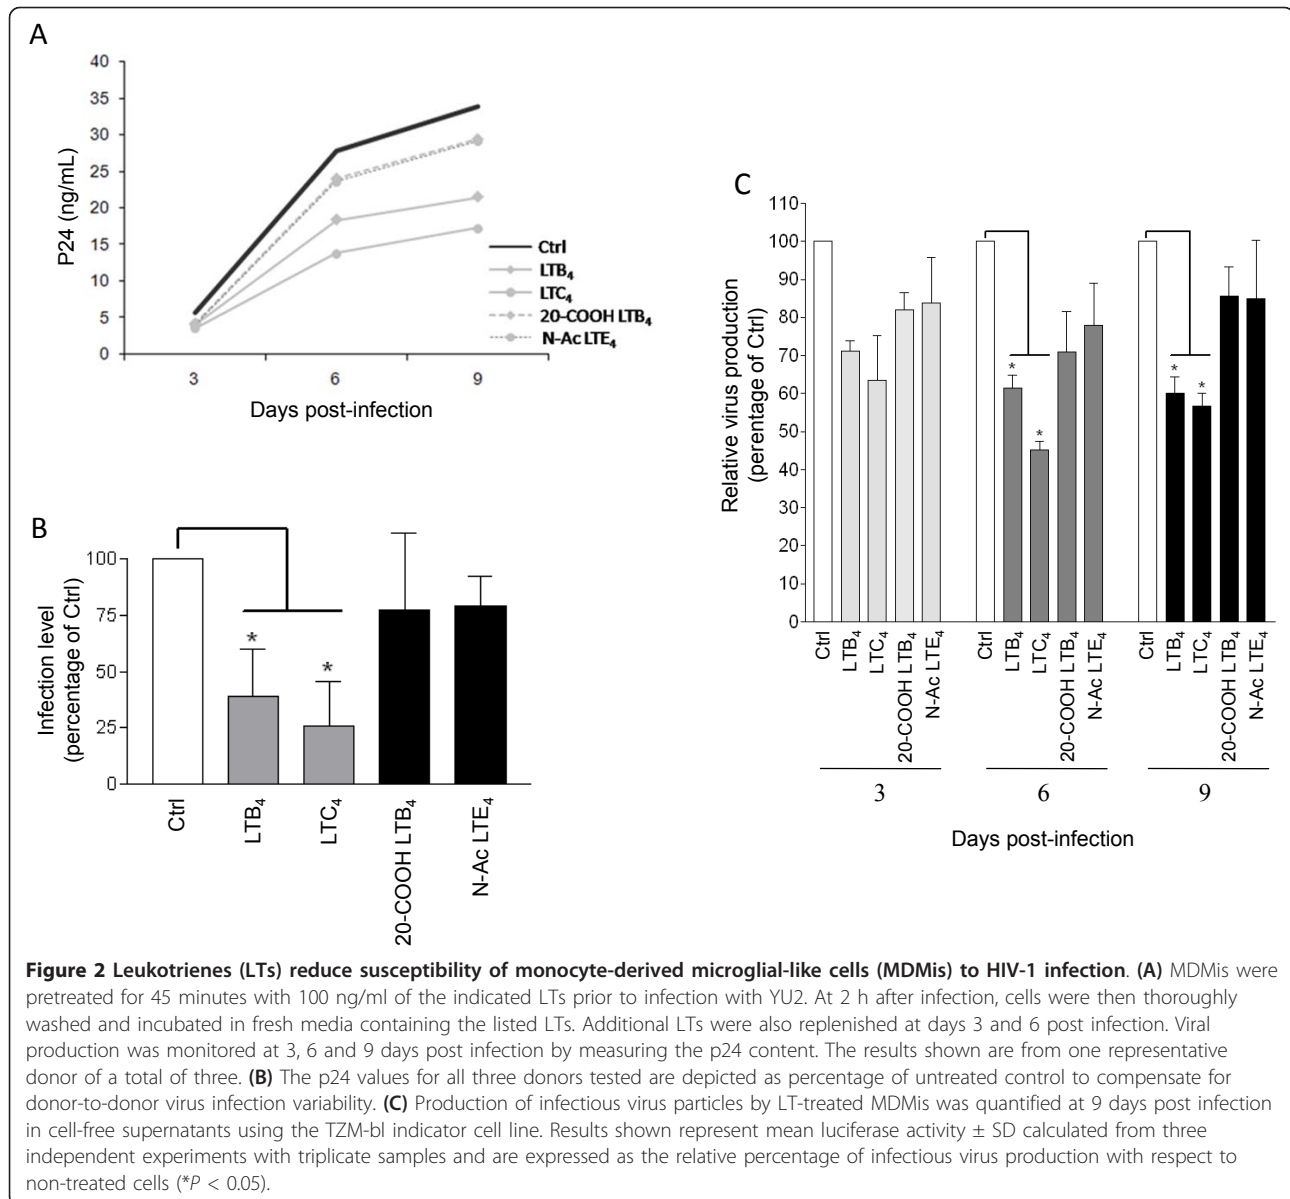 A
40
35
30
25
20
15
10
5
0
P24 (ng/mL)
3 6 9
Days post-infection
Ctrl
LTB4
LTC4
20-COOH LTB4
N-Ac LTE4
B
100
75
50
25
0
Infection level
(percentage of Ctrl)
* *
Ctrl
LTB4
LTC4
20-COOH LTB4
N-Ac LTE4
C
110
100
90
80
70
60
50
40
30
20
10
0
Relative virus production
(perentage of Ctrl)
* * * *
Ctrl
LTB4
LTC4
20-COOH LTB4
N-Ac LTE4
Ctrl
LTB4
LTC4
20-COOH LTB4
N-Ac LTE4
Ctrl
LTB4
LTC4
20-COOH LTB4
N-Ac LTE4
3 6 9
Days post-infection
Figure 2 Leukotrienes (LTs) reduce susceptibility of monocyte-derived microglial-like cells (MDMis) to HIV-1 infection. (A) MDMis were
pretreated for 45 minutes with 100 ng/ml of the indicated LTs prior to infection with YU2. At 2 h after infection, cells were then thoroughly
washed and incubated in fresh media containing the listed LTs. Additional LTs were also replenished at days 3 and 6 post infection. Viral
production was monitored at 3, 6 and 9 days post infection by measuring the p24 content. The results shown are from one representative
donor of a total of three. (B) The p24 values for all three donors tested are depicted as percentage of untreated control to compensate for
donor-to-donor virus infection variability. (C) Production of infectious virus particles by LT-treated MDMis was quantified at 9 days post infection
in cell-free supernatants using the TZM-bl indicator cell line. Results shown represent mean luciferase activity ± SD calculated from three
independent experiments with triplicate samples and are expressed as the relative percentage of infectious virus production with respect to
non-treated cells (*P < 0.05).